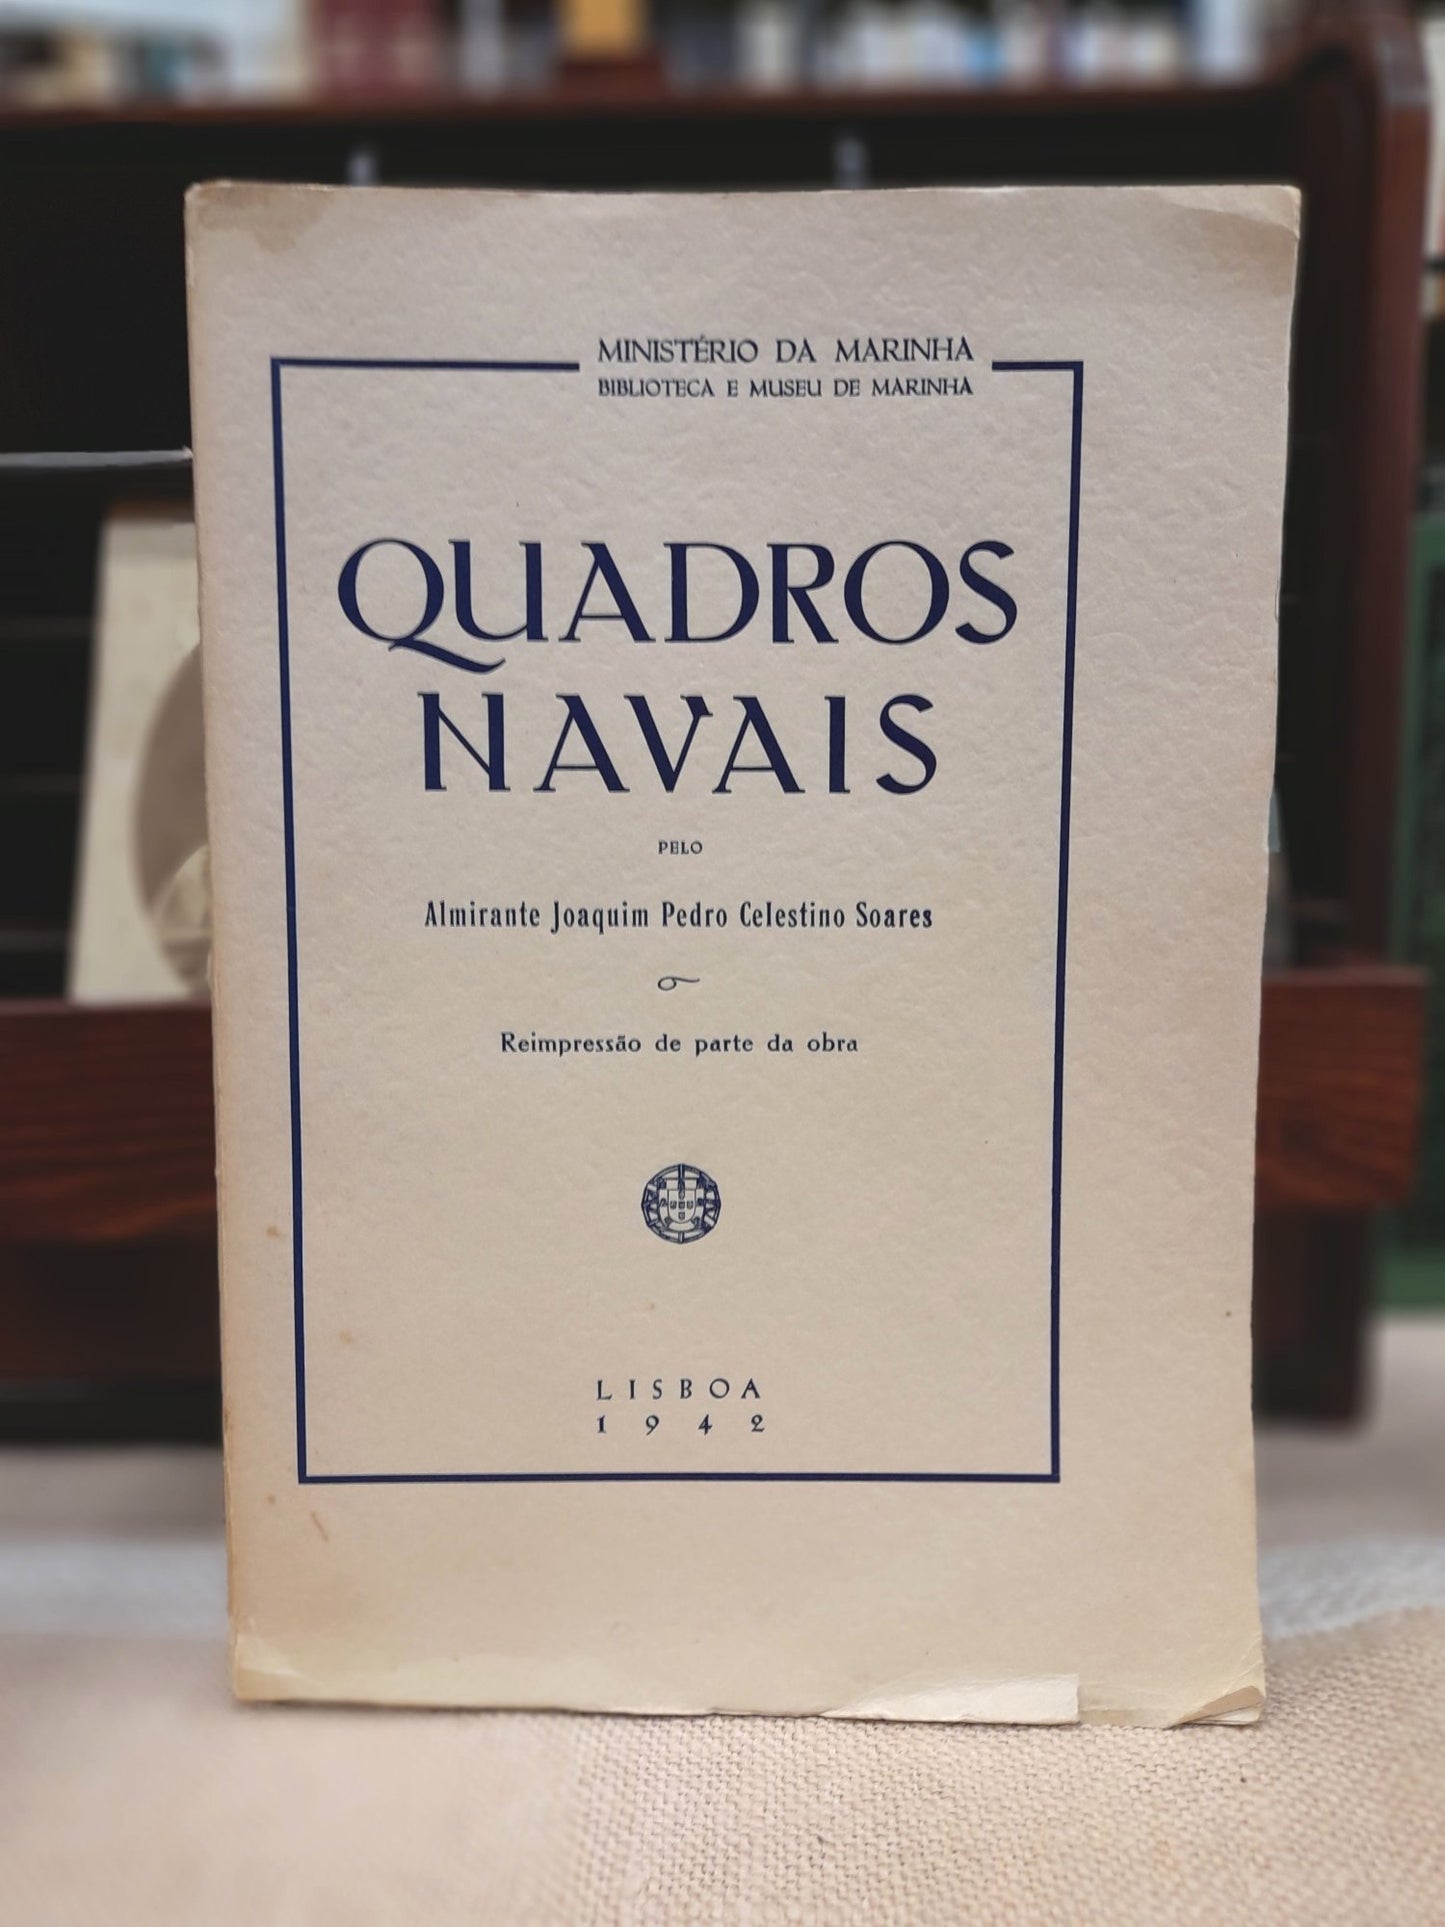 MINISTÉRIO DA MARINHA
BIBLIOTECA E MUSEU DE MARINHA
QUADROS
NAVAIS
PELO
Almirante Joaquim Pedro Celestino Soares
Reimpressão de parte da obra
LISBOA
1942